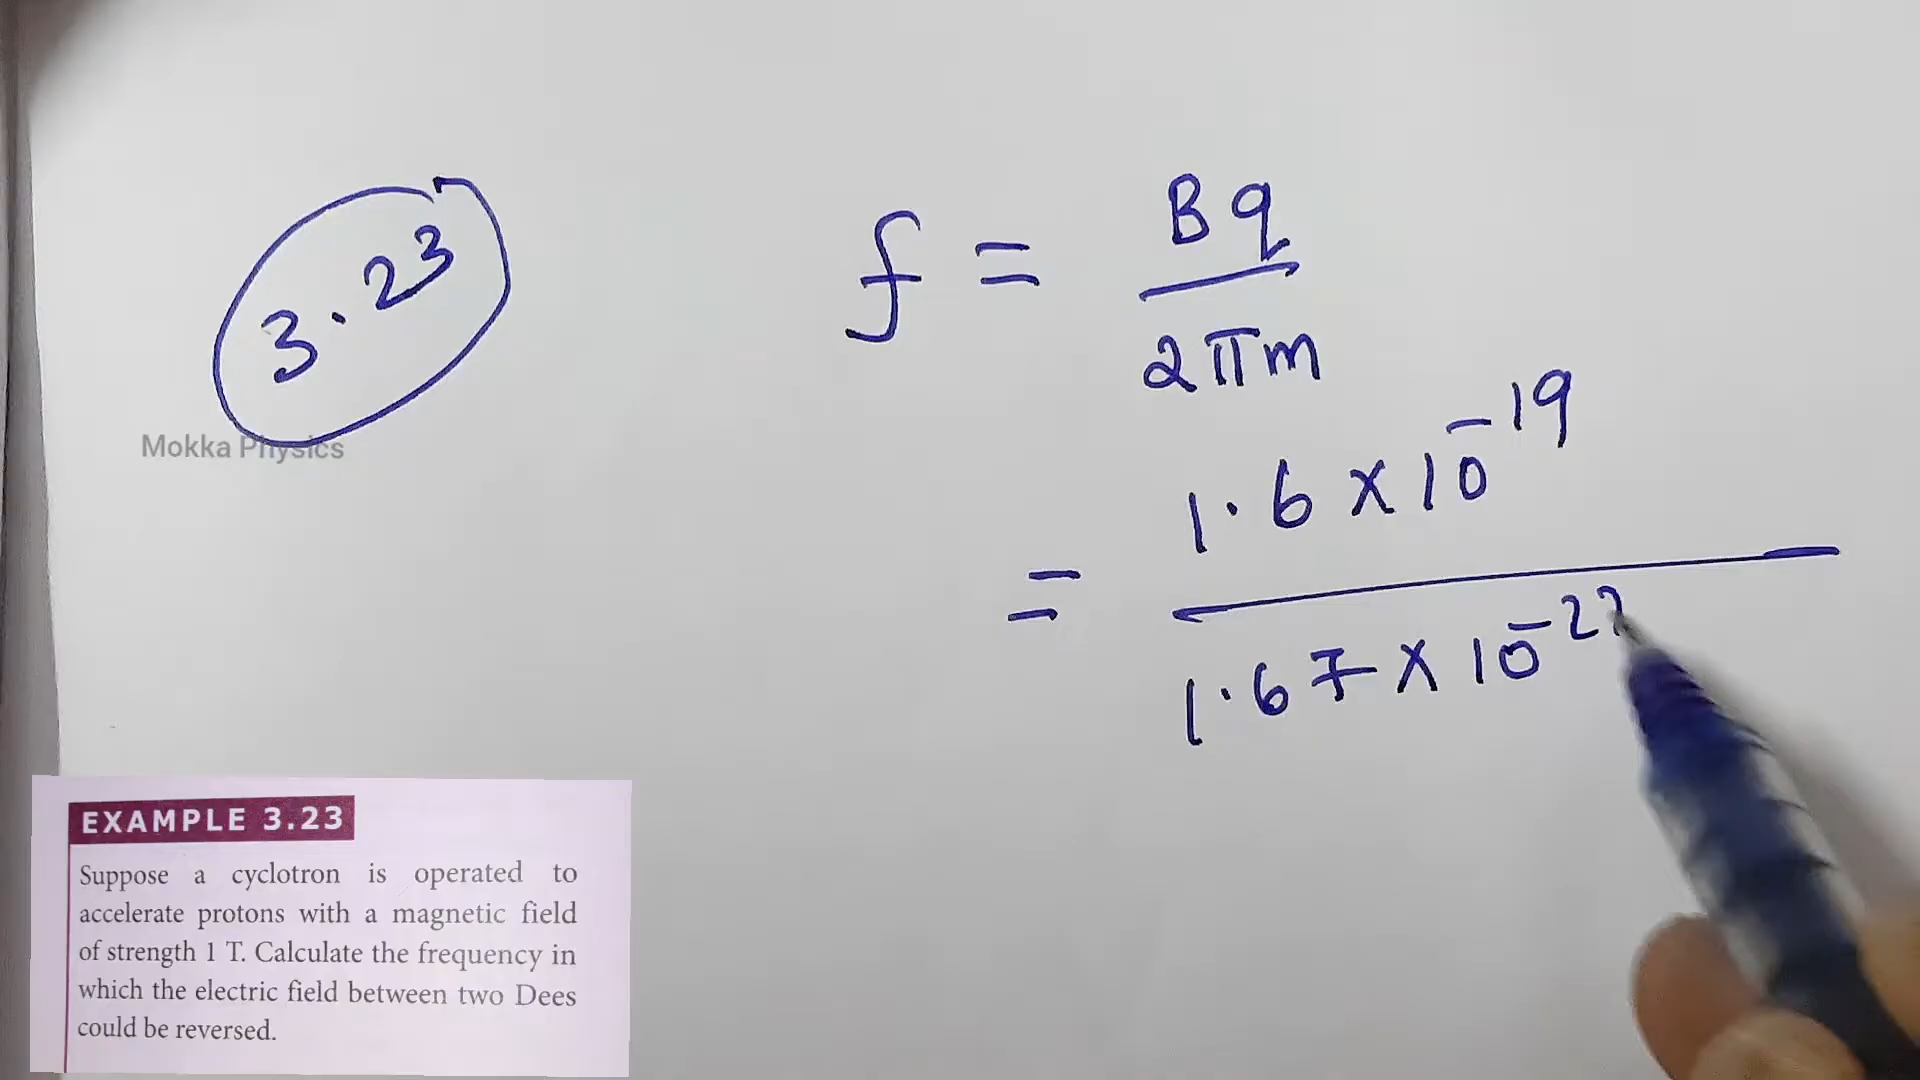 3.23
f = Bq / 2πm
Mokka Physics
= 1.6 × 10⁻¹⁹ / 1.67 × 10⁻²
EXAMPLE 3.23
Suppose a cyclotron is operated to
accelerate protons with a magnetic field
of strength 1 T. Calculate the frequency in
which the electric field between two Dees
could be reversed.